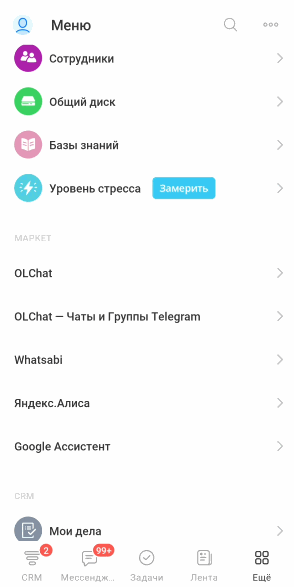 Меню
Сотрудники
Общий диск
Базы знаний
Уровень стресса Замерить
МАРКЕТ
OLChat
OLChat — Чаты и Группы Telegram
Whatsabi
Яндекс.Алиса
Google Ассистент
CRM
Мои дела
2 99+
CRM Мессендж... Задачи Лента Ещё